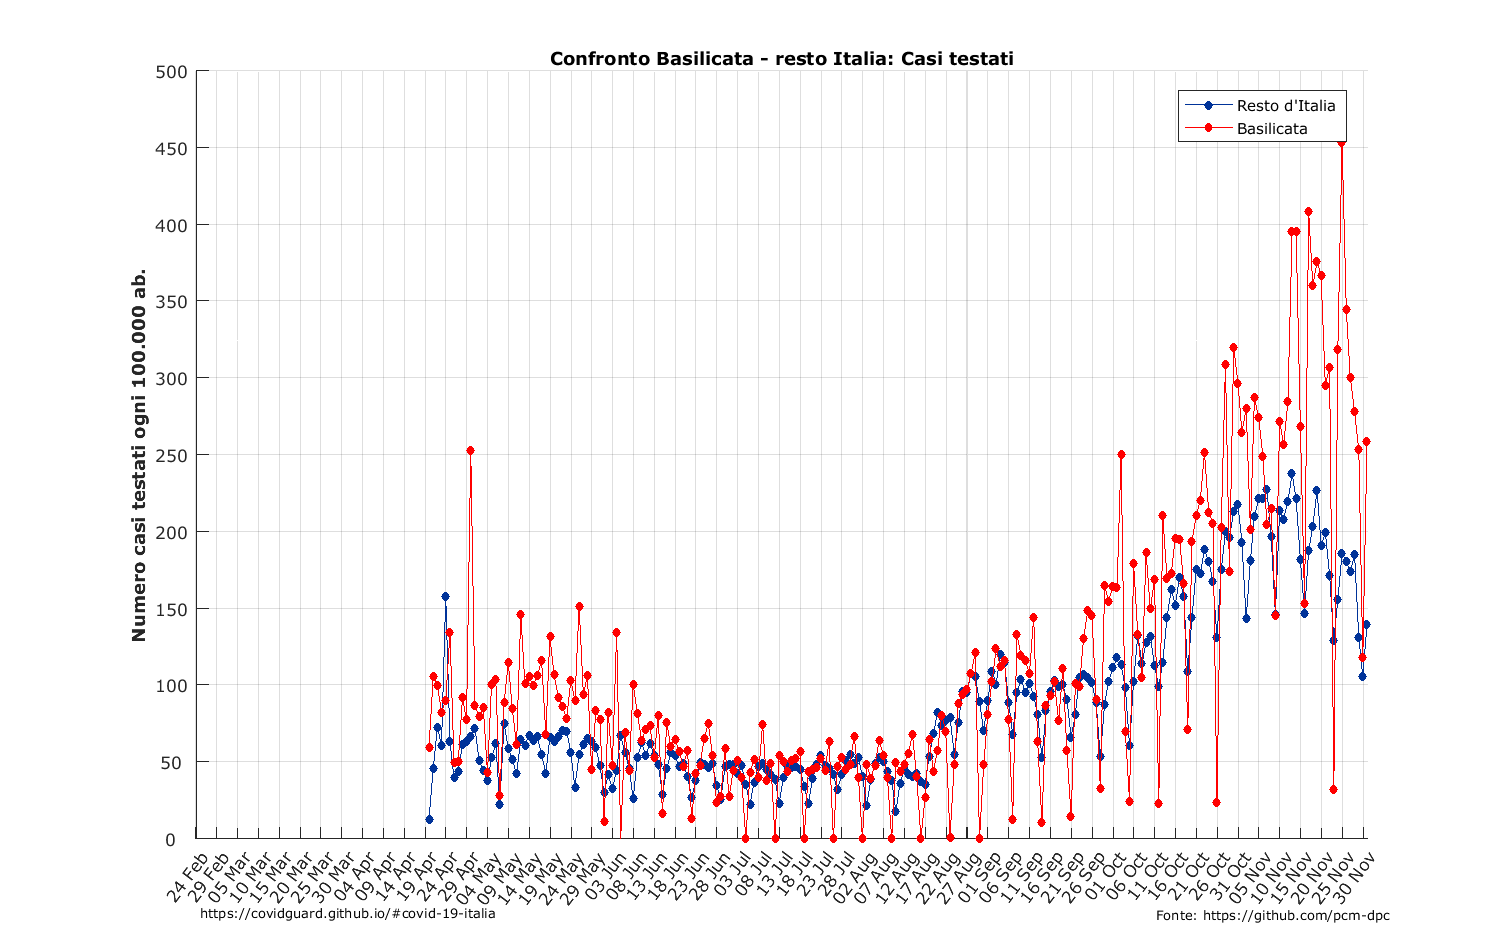 Confronto Basilicata - resto Italia: Casi testati
Resto d'Italia
Basilicata
Numero casi testati ogni 100.000 ab.
500
450
400
350
300
250
200
150
100
50
0
24 Feb
29 Feb
05 Mar
10 Mar
15 Mar
20 Mar
25 Mar
30 Mar
04 Apr
09 Apr
14 Apr
19 Apr
24 Apr
29 Apr
04 May
09 May
14 May
19 May
24 May
29 May
03 Jun
08 Jun
13 Jun
18 Jun
23 Jun
28 Jun
03 Jul
08 Jul
13 Jul
18 Jul
23 Jul
28 Jul
02 Aug
07 Aug
12 Aug
17 Aug
22 Aug
27 Aug
01 Sep
06 Sep
11 Sep
16 Sep
21 Sep
26 Sep
01 Oct
06 Oct
11 Oct
16 Oct
21 Oct
26 Oct
31 Oct
05 Nov
10 Nov
15 Nov
20 Nov
25 Nov
30 Nov
https://covidguard.github.io/#covid-19-italia
Fonte: https://github.com/pcm-dpc